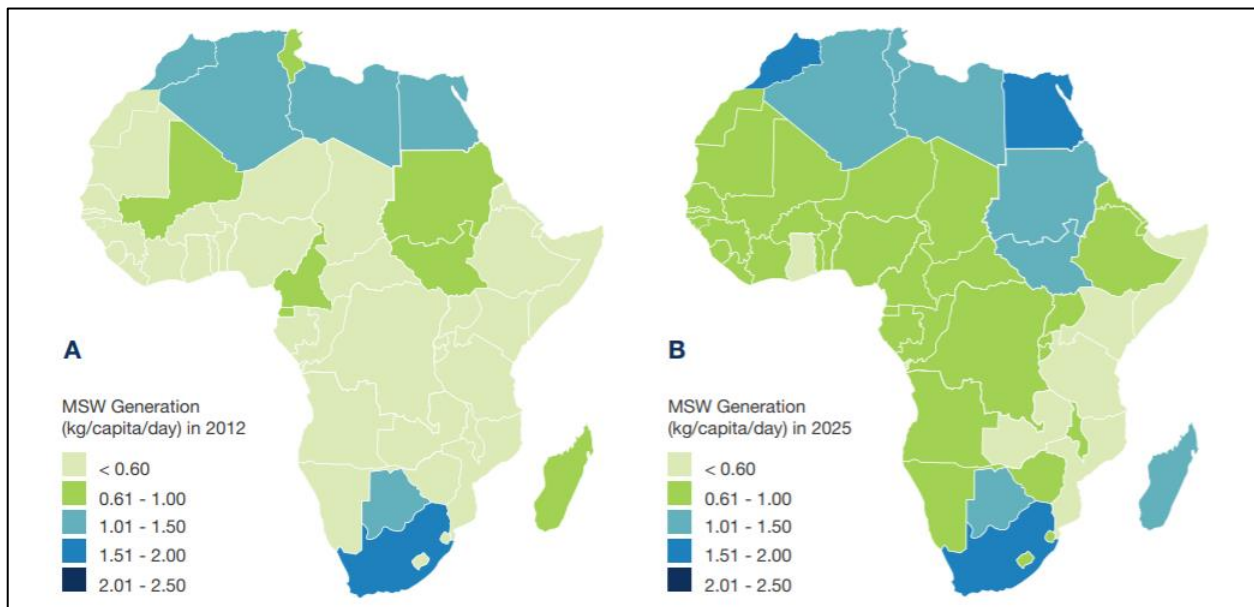 A
MSW Generation
(kg/capita/day) in 2012
< 0.60
0.61 - 1.00
1.01 - 1.50
1.51 - 2.00
2.01 - 2.50
B
MSW Generation
(kg/capita/day) in 2025
< 0.60
0.61 - 1.00
1.01 - 1.50
1.51 - 2.00
2.01 - 2.50